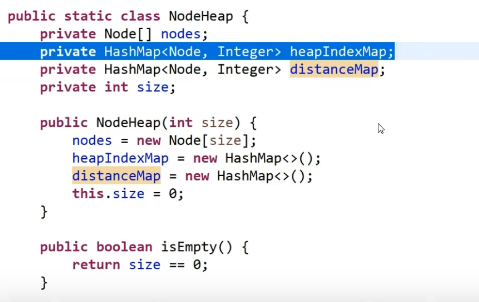 public static class NodeHeap {
    private Node[] nodes;
    private HashMap<Node, Integer> heapIndexMap;
    private HashMap<Node, Integer> distanceMap;
    private int size;

    public NodeHeap(int size) {
        nodes = new Node[size];
        heapIndexMap = new HashMap<>();
        distanceMap = new HashMap<>();
        this.size = 0;
    }

    public boolean isEmpty() {
        return size == 0;
    }